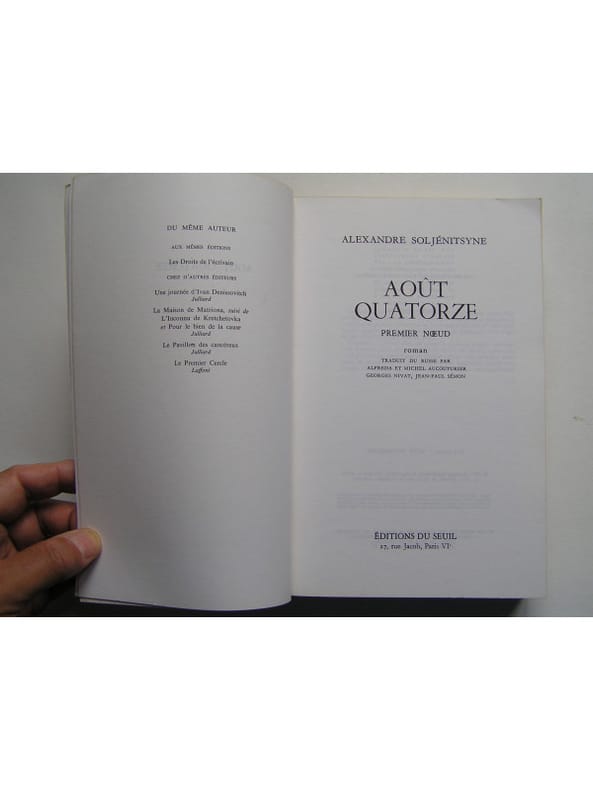 DU MÊME AUTEUR
AUX MÊMES ÉDITIONS
Les Droits de l'écrivain
CHEZ D'AUTRES ÉDITEURS
Une journée d'Ivan Denissovitch
Julliard
La Maison de Matriona, suivi de
L'Inconnu de Kretchetovka
et Pour le bien de la cause
Julliard
Le Pavillon des cancéreux
Julliard
Le Premier Cercle
Laffont
ALEXANDRE SOLJÉNITSYNE
AOÛT
QUATORZE
PREMIER NŒUD
roman
TRADUIT DU RUSSE PAR
ALFREDA ET MICHEL AUCOUTURIER
GEORGES NIVAT, JEAN-PAUL SÉMON
ÉDITIONS DU SEUIL
27, rue Jacob, Paris VIᵉ